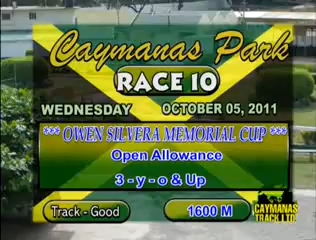 Caymanas Park
RACE 10
WEDNESDAY OCTOBER 05, 2011
*** OWEN SILVERA MEMORIAL CUP ***
Open Allowance
3 - y - o & Up
Track - Good 1600 M
CAYMANAS
TRACK LTD